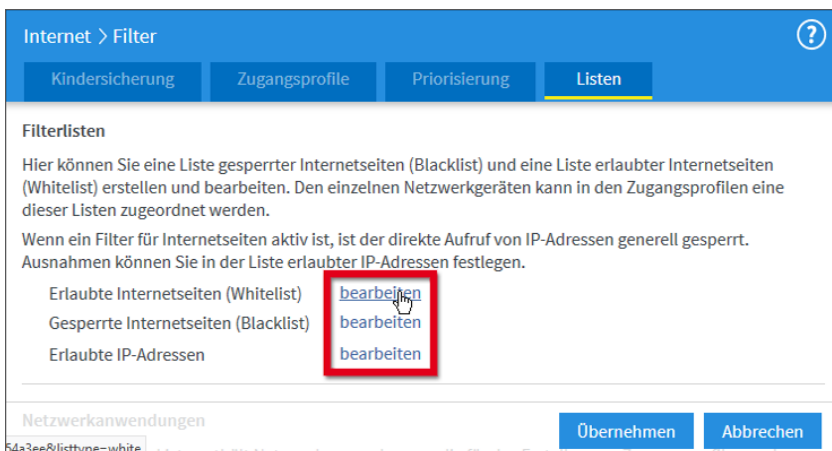 Internet > Filter
?
Kindersicherung
Zugangsprofile
Priorisierung
Listen
Filterlisten
Hier können Sie eine Liste gesperrter Internetseiten (Blacklist) und eine Liste erlaubter Internetseiten
(Whitelist) erstellen und bearbeiten. Den einzelnen Netzwerkgeräten kann in den Zugangsprofilen eine
dieser Listen zugeordnet werden.
Wenn ein Filter für Internetseiten aktiv ist, ist der direkte Aufruf von IP-Adressen generell gesperrt.
Ausnahmen können Sie in der Liste erlaubter IP-Adressen festlegen.
Erlaubte Internetseiten (Whitelist) bearbeiten
Gesperrte Internetseiten (Blacklist) bearbeiten
Erlaubte IP-Adressen bearbeiten
Netzwerkanwendungen
Übernehmen
Abbrechen
54a3ee&listtype=white